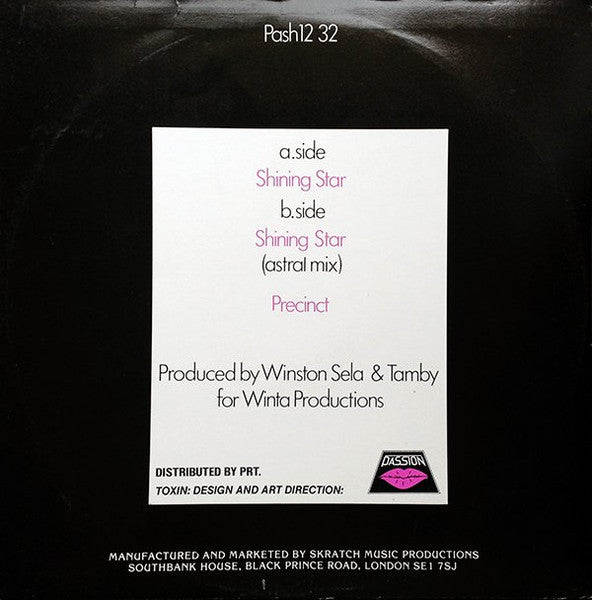 Pash12 32
a.side
Shining Star
b.side
Shining Star
(astral mix)
Precinct
Produced by Winston Sela & Tamby
for Winta Productions
DISTRIBUTED BY PRT.
TOXIN: DESIGN AND ART DIRECTION:
PASSION
MANUFACTURED AND MARKETED BY SKRATCH MUSIC PRODUCTIONS
SOUTHBANK HOUSE, BLACK PRINCE ROAD, LONDON SE1 7SJ